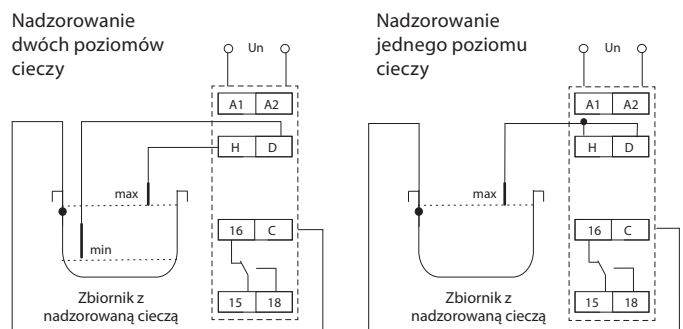 Nadzorowanie
dwóch poziomów
cieczy
Un
A1 A2
H D
max
min
16 C
15 18
Zbiornik z
nadzorowaną cieczą
Nadzorowanie
jednego poziomu
cieczy
Un
A1 A2
H D
max
16 C
15 18
Zbiornik z
nadzorowaną cieczą